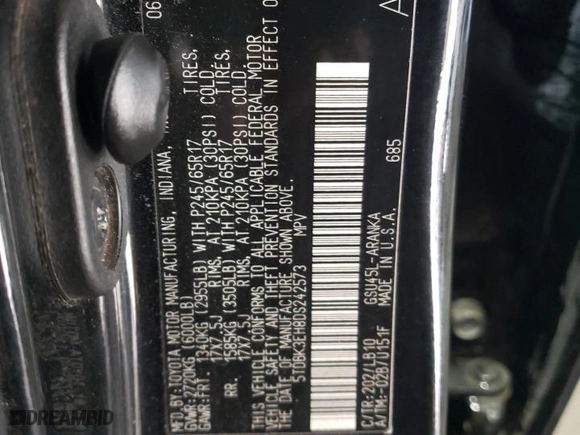 06
MFD. BY: TOYOTA MOTOR MANUFACTURING, INDIANA,
GVWR: 2720KG (6000LB)
GAWR: FRT. 1340KG (2955LB) WITH P245/65R17 TIRES,
17X7.5J RIMS, AT 210KPA (30PSI) COLD.
RR. 1585KG (3505LB) WITH P245/65R17 TIRES,
17X7.5J RIMS, AT 210KPA (30PSI) COLD.
THIS VEHICLE CONFORMS TO ALL APPLICABLE FEDERAL MOTOR
VEHICLE SAFETY AND THEFT PREVENTION STANDARDS IN EFFECT O
THE DATE OF MANUFACTURE SHOWN ABOVE.
5TDBK3EH8DS242573 MPV
C/TR: 202/LB10 GSU45L-ARANKA 685
A/TM: -02B/U151F MADE IN U.S.A.
A
DREAMBID